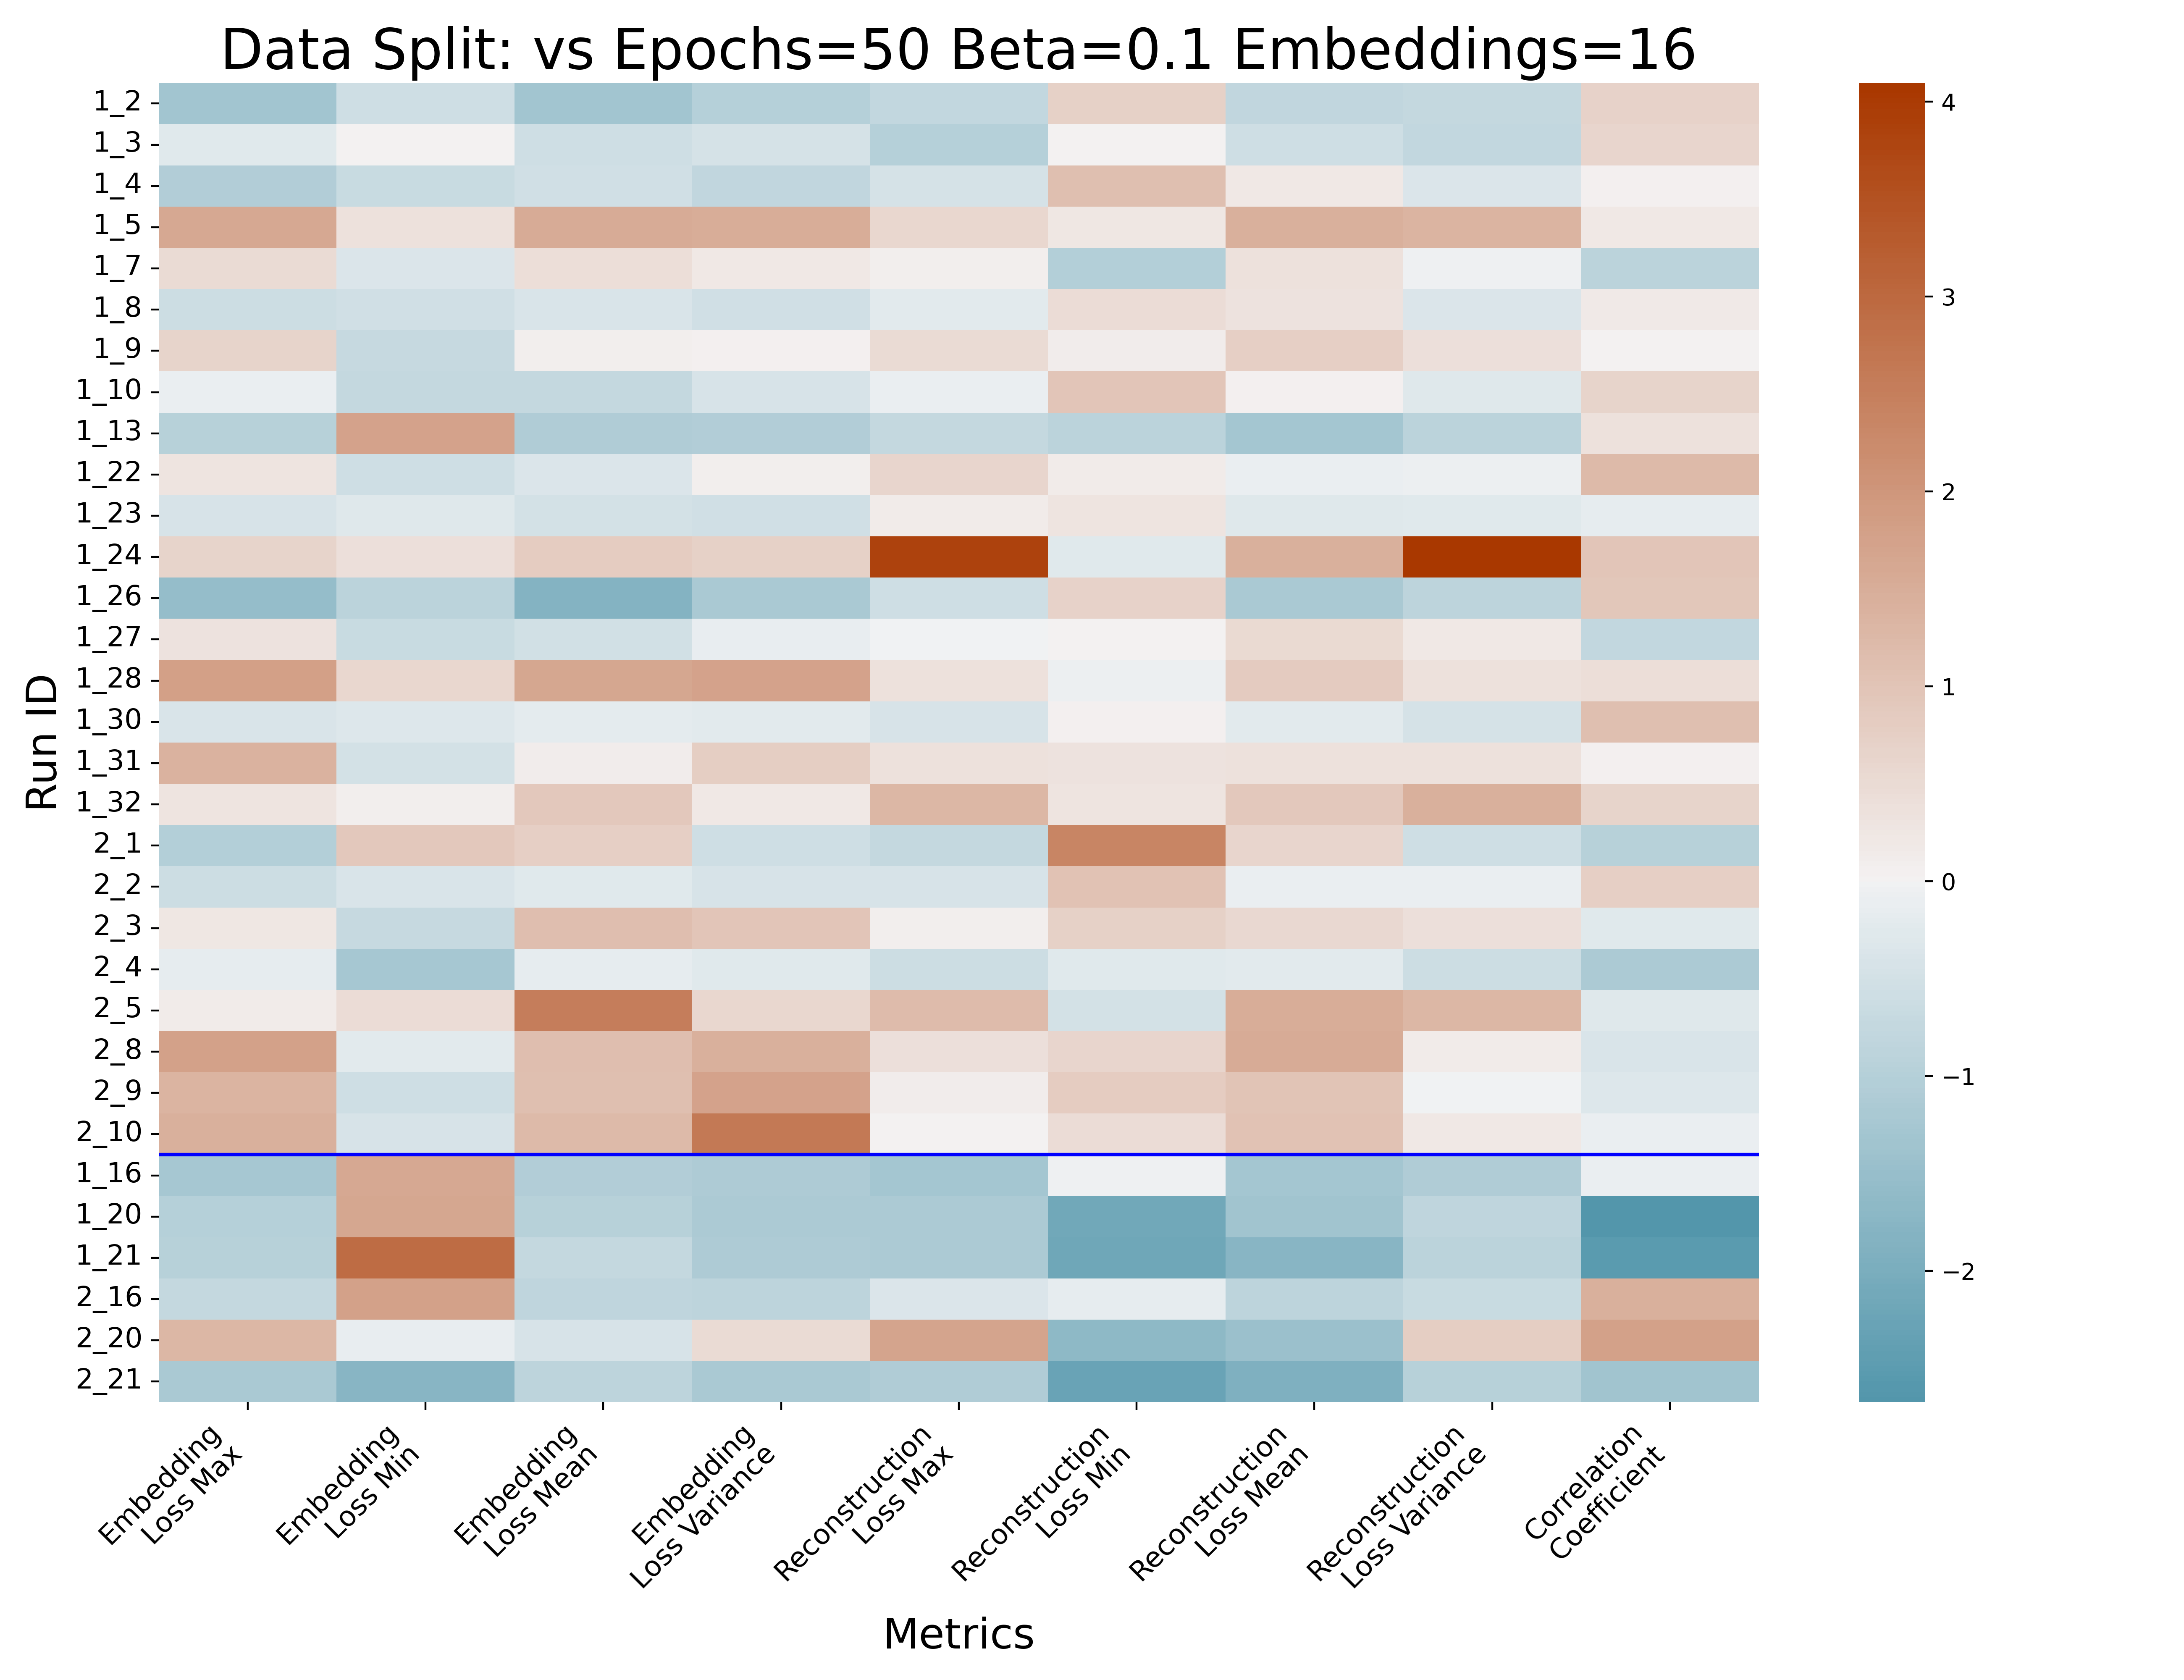 Data Split: vs Epochs=50 Beta=0.1 Embeddings=16
Run ID
1_2
1_3
1_4
1_5
1_7
1_8
1_9
1_10
1_13
1_22
1_23
1_24
1_26
1_27
1_28
1_30
1_31
1_32
2_1
2_2
2_3
2_4
2_5
2_8
2_9
2_10
1_16
1_20
1_21
2_16
2_20
2_21
Embedding
Loss Max
Embedding
Loss Min
Embedding
Loss Mean
Embedding
Loss Variance
Reconstruction
Loss Max
Reconstruction
Loss Min
Reconstruction
Loss Mean
Reconstruction
Loss Variance
Correlation
Coefficient
Metrics
4
3
2
1
0
−1
−2